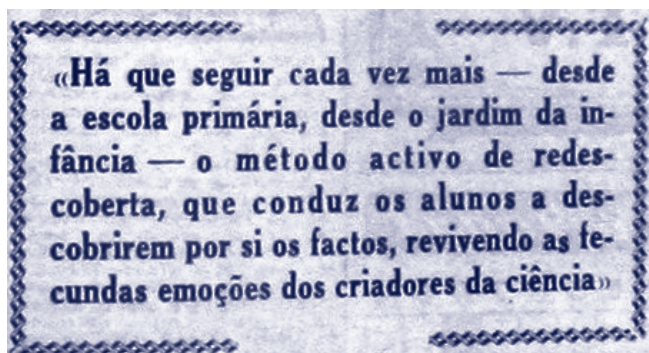 «Há que seguir cada vez mais — desde
a escola primária, desde o jardim da in-
fância — o método activo de redes-
coberta, que conduz os alunos a des-
cobrirem por si os factos, revivendo as fe-
cundas emoções dos criadores da ciência»